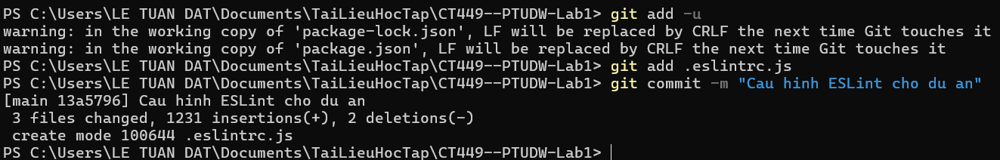 PS C:\Users\LE TUAN DAT\Documents\TaiLieuHocTap\CT449--PTUDW-Lab1> git add -u
warning: in the working copy of 'package-lock.json', LF will be replaced by CRLF the next time Git touches it
warning: in the working copy of 'package.json', LF will be replaced by CRLF the next time Git touches it
PS C:\Users\LE TUAN DAT\Documents\TaiLieuHocTap\CT449--PTUDW-Lab1> git add .eslintrc.js
PS C:\Users\LE TUAN DAT\Documents\TaiLieuHocTap\CT449--PTUDW-Lab1> git commit -m "Cau hinh ESLint cho du an"
[main 13a5796] Cau hinh ESLint cho du an
 3 files changed, 1231 insertions(+), 2 deletions(-)
 create mode 100644 .eslintrc.js
PS C:\Users\LE TUAN DAT\Documents\TaiLieuHocTap\CT449--PTUDW-Lab1>